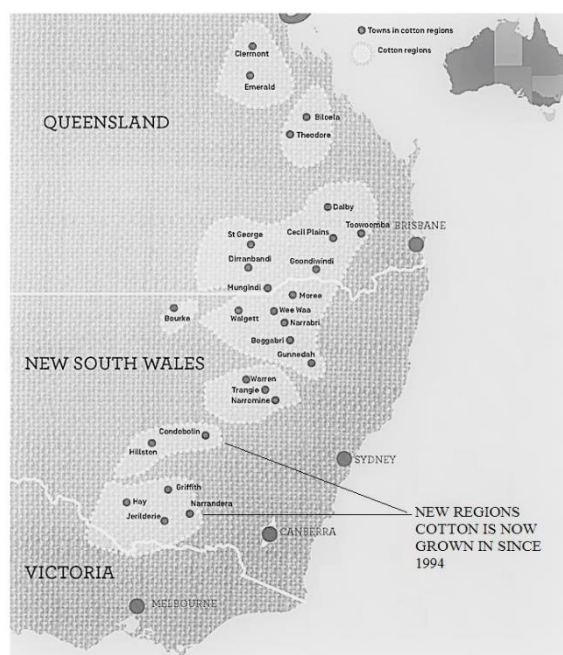 Towns in cotton regions
Cotton regions
Clermont
Emerald
QUEENSLAND
Biloela
Theodore
Dalby
Toowoomba
BRISBANE
St George
Cecil Plains
Dirranbandi
Goondiwindi
Mungindi
Moree
Bourke
Walgett
Wee Waa
Narrabri
Boggabri
NEW SOUTH WALES
Gunnedah
Warren
Trangie
Narromine
Condobolin
Hillston
SYDNEY
Griffith
Hay
Narrandera
Jerilderie
NEW REGIONS
COTTON IS NOW
GROWN IN SINCE
1994
CANBERRA
VICTORIA
MELBOURNE